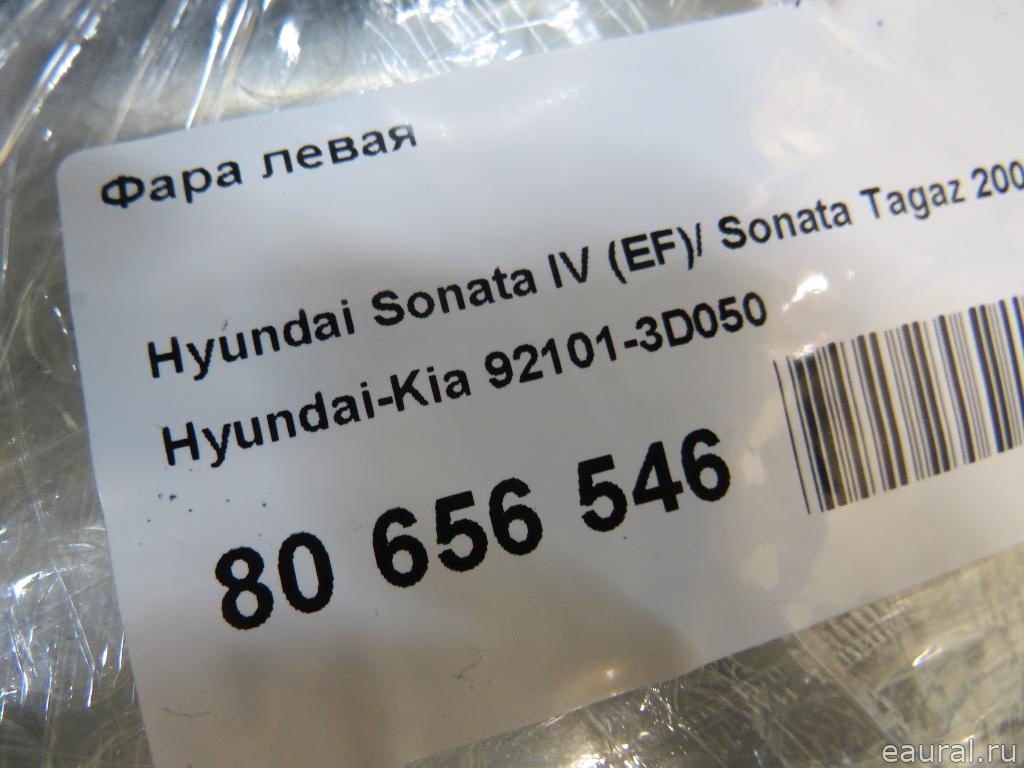 Фара левая
Hyundai Sonata IV (EF)/ Sonata Tagaz 200
Hyundai-Kia 92101-3D050
80 656 546
eaural.ru